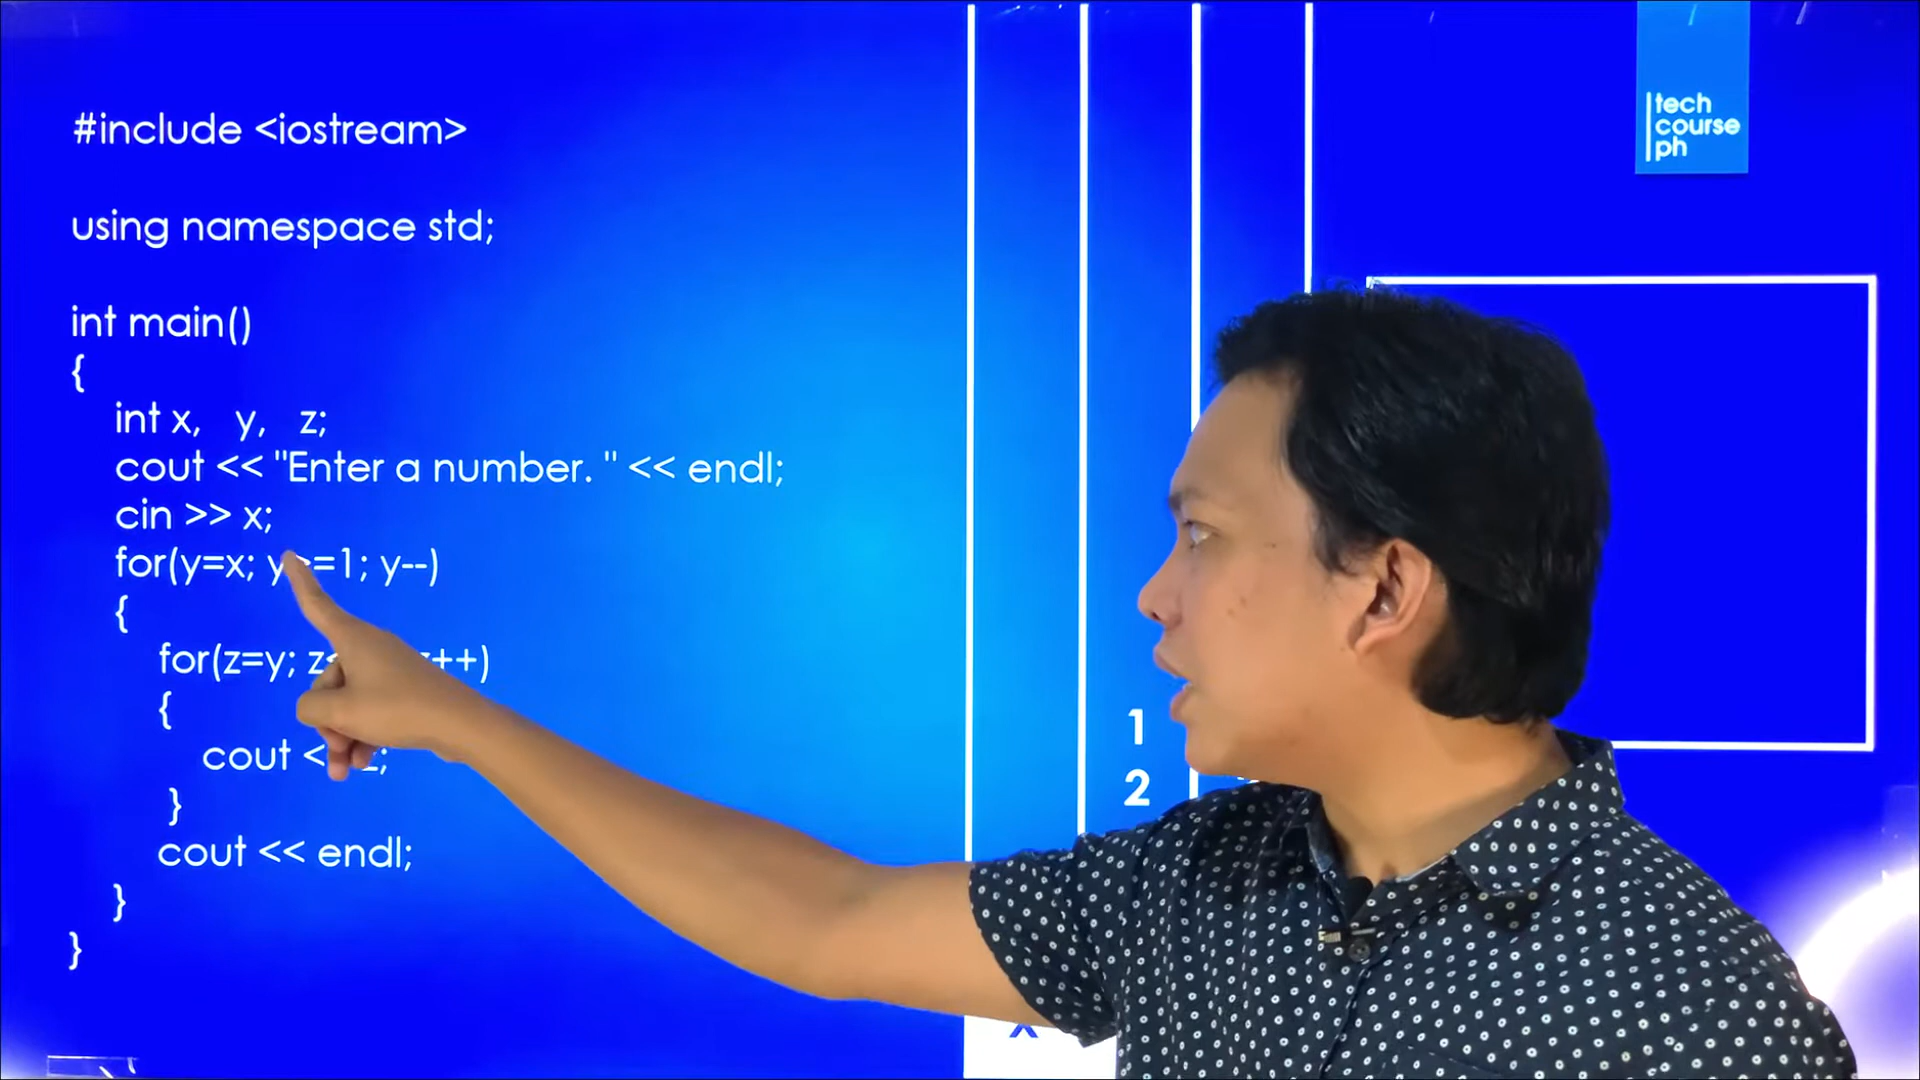 #include <iostream>
using namespace std;
int main()
{
int x, y, z;
cout << "Enter a number. " << endl;
cin >> x;
for(y=x; y>=1; y--)
{
for(z=y; z ++)
{
cout < z;
}
cout << endl;
}
}
1
2
x
tech
course
ph